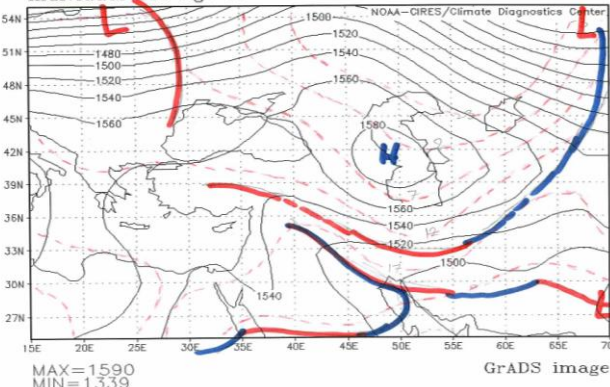 54N
51N
48N
45N
42N
39N
36N
33N
30N
27N
NOAA-CIRES/Climate Diagnostics Center
L
L
1500
1520
1540
1560
1480
1500
1520
1540
1560
1580
H
1560
1540
1520
1500
1540
L
15E 20E 25E 30E 35E 40E 45E 50E 55E 60E 65E 70
MAX=1590
MIN=1339
GrADS image